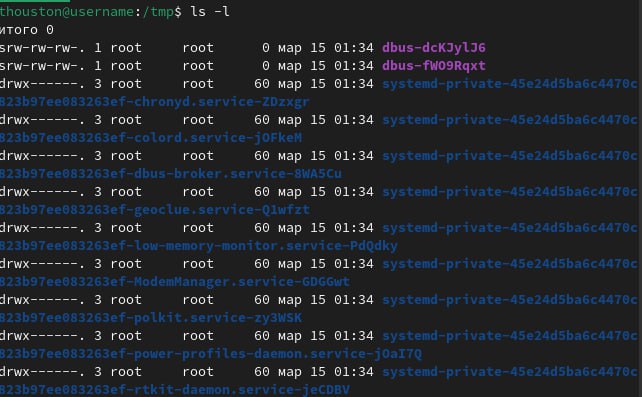 thouston@username:/tmp$ ls -l
итого 0
srw-rw-rw-. 1 root     root      0 мар 15 01:34 dbus-dcKJylJ6
srw-rw-rw-. 1 root     root      0 мар 15 01:34 dbus-fWO9Rqxt
drwx------. 3 root     root     60 мар 15 01:34 systemd-private-45e24d5ba6c4470c
823b97ee083263ef-chronyd.service-ZDzxgr
drwx------. 3 root     root     60 мар 15 01:34 systemd-private-45e24d5ba6c4470c
823b97ee083263ef-colord.service-jOFkeM
drwx------. 3 root     root     60 мар 15 01:34 systemd-private-45e24d5ba6c4470c
823b97ee083263ef-dbus-broker.service-8WA5Cu
drwx------. 3 root     root     60 мар 15 01:34 systemd-private-45e24d5ba6c4470c
823b97ee083263ef-geoclue.service-Q1wfzt
drwx------. 3 root     root     60 мар 15 01:34 systemd-private-45e24d5ba6c4470c
823b97ee083263ef-low-memory-monitor.service-PdQdky
drwx------. 3 root     root     60 мар 15 01:34 systemd-private-45e24d5ba6c4470c
823b97ee083263ef-ModemManager.service-GDGGwt
drwx------. 3 root     root     60 мар 15 01:34 systemd-private-45e24d5ba6c4470c
823b97ee083263ef-polkit.service-zy3WSK
drwx------. 3 root     root     60 мар 15 01:34 systemd-private-45e24d5ba6c4470c
823b97ee083263ef-power-profiles-daemon.service-jOaI7Q
drwx------. 3 root     root     60 мар 15 01:34 systemd-private-45e24d5ba6c4470c
823b97ee083263ef-rtkit-daemon.service-jeCDBV